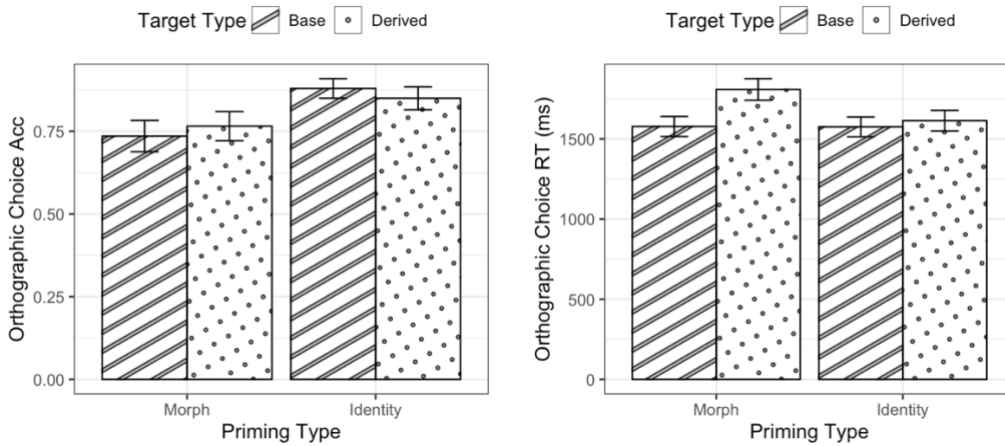 Target Type Base Derived
Orthographic Choice Acc
0.75
0.50
0.25
0.00
Morph Identity
Priming Type
Target Type Base Derived
Orthographic Choice RT (ms)
1500
1000
500
0
Morph Identity
Priming Type